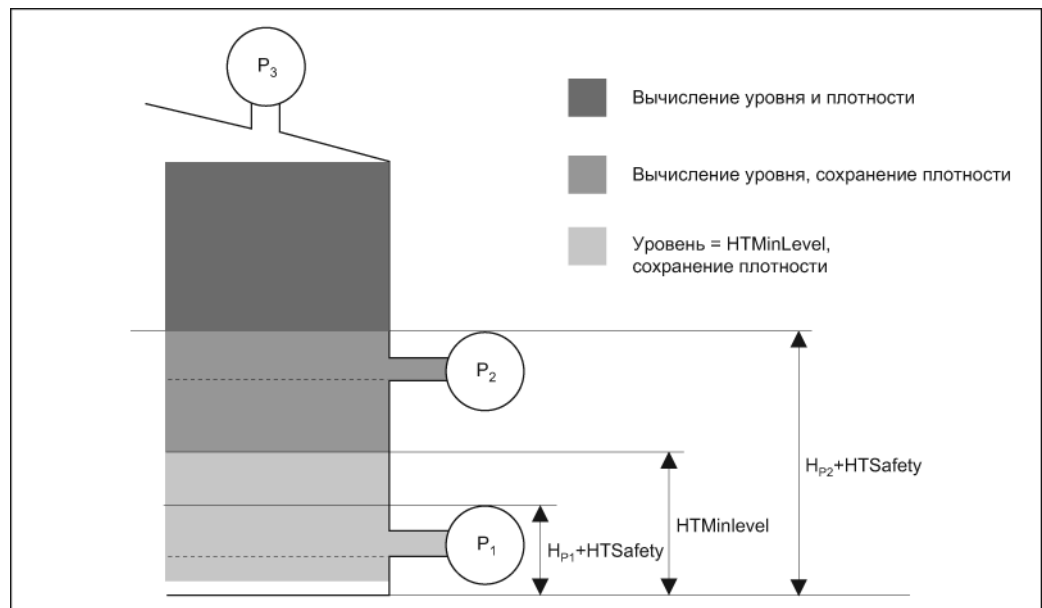 P3
Вычисление уровня и плотности
Вычисление уровня, сохранение плотности
Уровень = HTMinLevel,
сохранение плотности
P2
HP2+HTSafety
HTMinlevel
P1
HP1+HTSafety